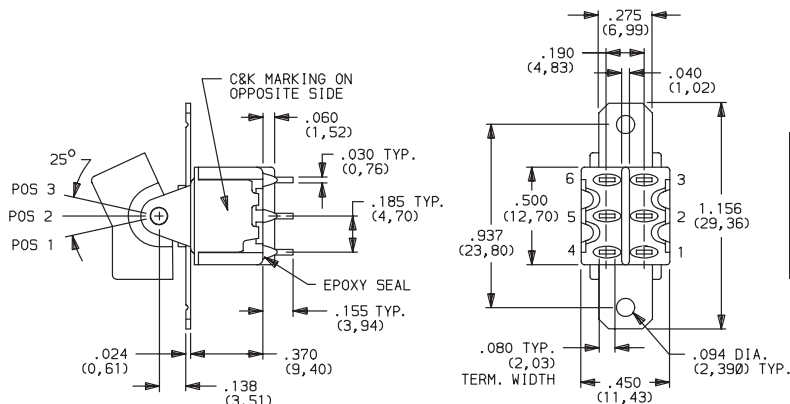 C&K MARKING ON
OPPOSITE SIDE
.060
(1,52)
.030 TYP.
(0,76)
25°
POS 3
POS 2
POS 1
.185 TYP.
(4,70)
EPOXY SEAL
.155 TYP.
(3,94)
.024
(0,61)
.370
(9,40)
.138
(3,51)
.275
(6,99)
.190
(4,83)
.040
(1,02)
6
3
5
2
4
1
.500
(12,70)
.937
(23,80)
1.156
(29,36)
.080 TYP.
(2,03)
TERM. WIDTH
.450
(11,43)
.094 DIA.
(2,390) TYP.